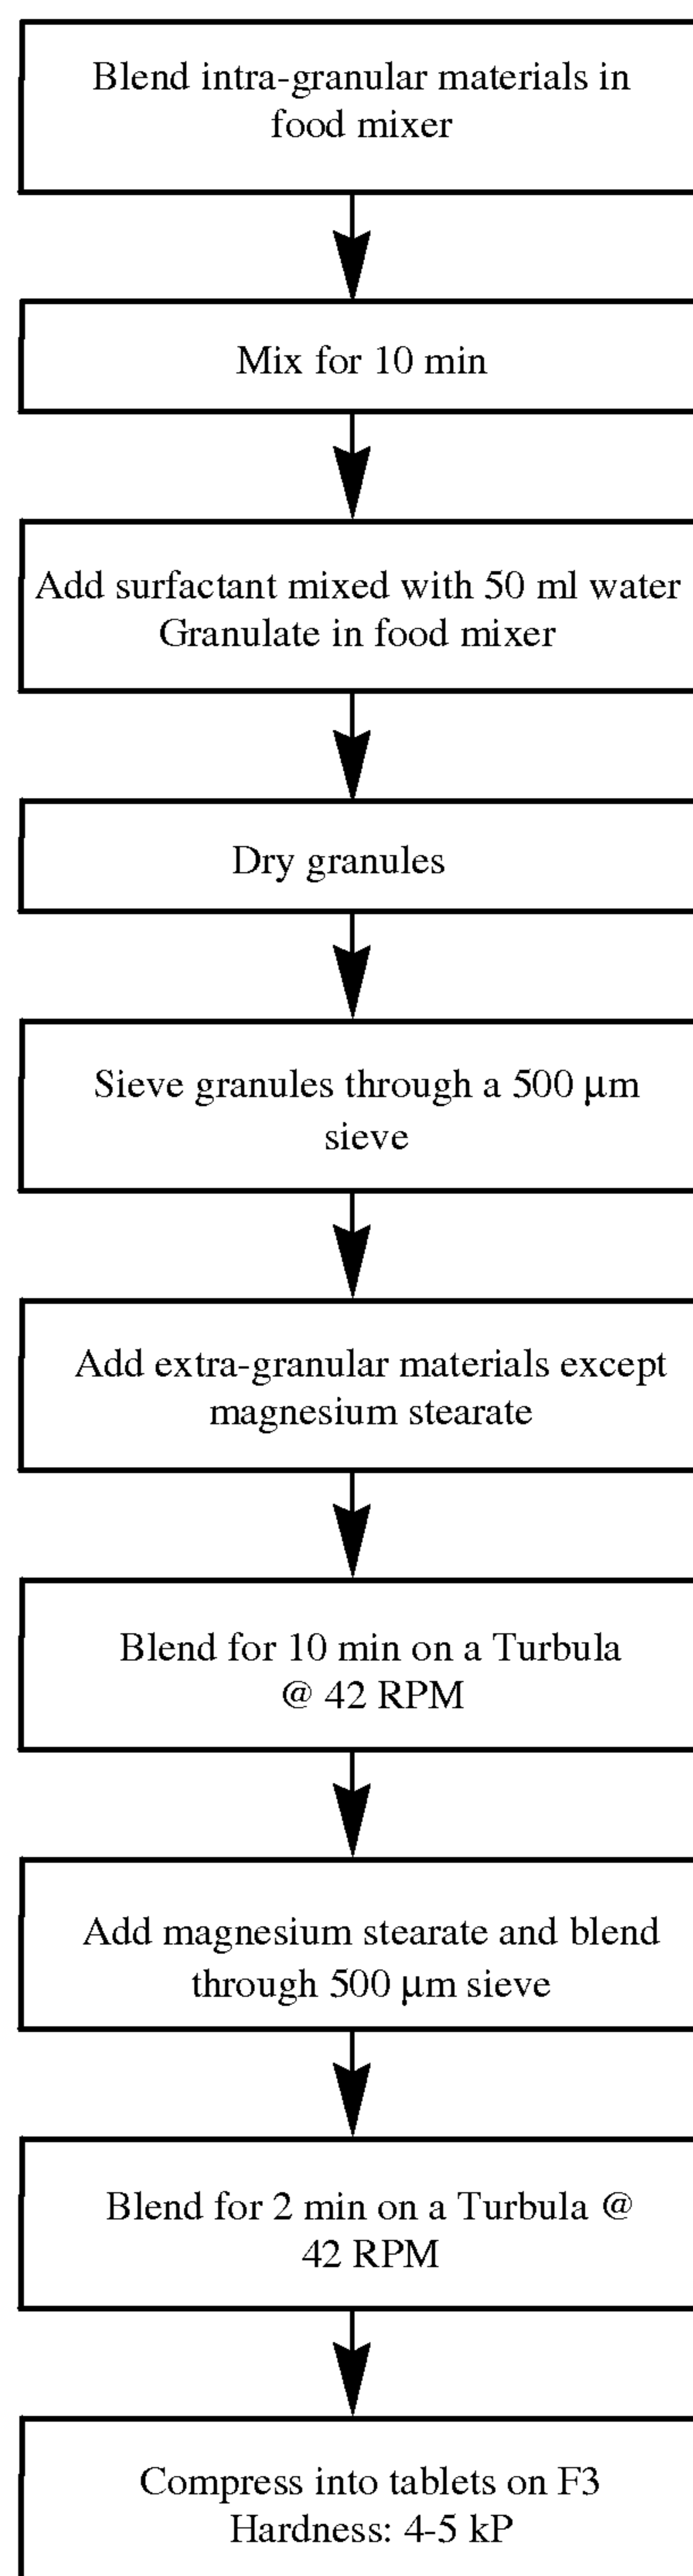 Blend intra-granular materials in
food mixer
Mix for 10 min
Add surfactant mixed with 50 ml water
Granulate in food mixer
Dry granules
Sieve granules through a 500 μm
sieve
Add extra-granular materials except
magnesium stearate
Blend for 10 min on a Turbula
@ 42 RPM
Add magnesium stearate and blend
through 500 μm sieve
Blend for 2 min on a Turbula @
42 RPM
Compress into tablets on F3
Hardness: 4-5 kP